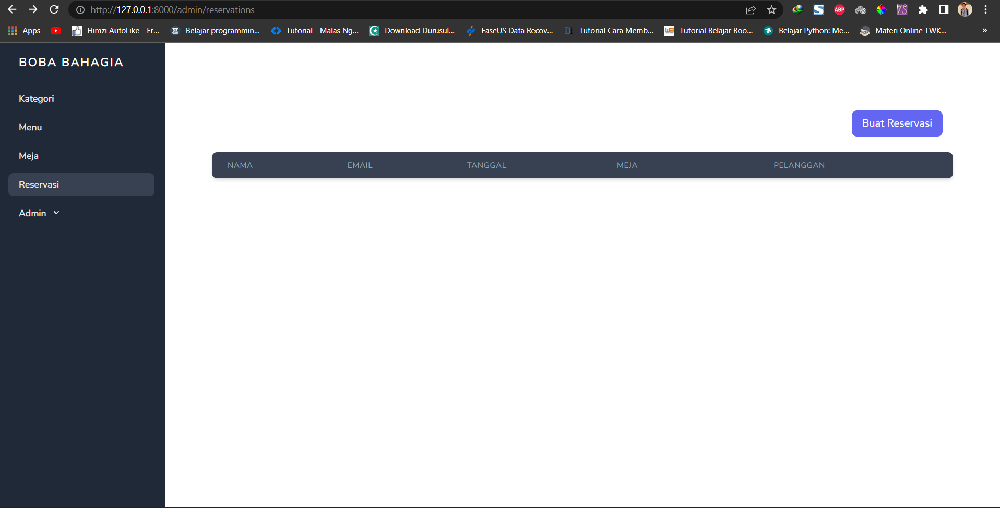 http://127.0.0.1:8000/admin/reservations
ABP
Apps
Himzi AutoLike - Fr...
Belajar programmin...
Tutorial - Malas Ng...
Download Durusul...
EaseUS Data Recov...
Tutorial Cara Memb...
Tutorial Belajar Boo...
Belajar Python: Me...
Materi Online TWK...
»
BOBA BAHAGIA
Kategori
Menu
Meja
Reservasi
Admin
Buat Reservasi
NAMA EMAIL TANGGAL MEJA PELANGGAN